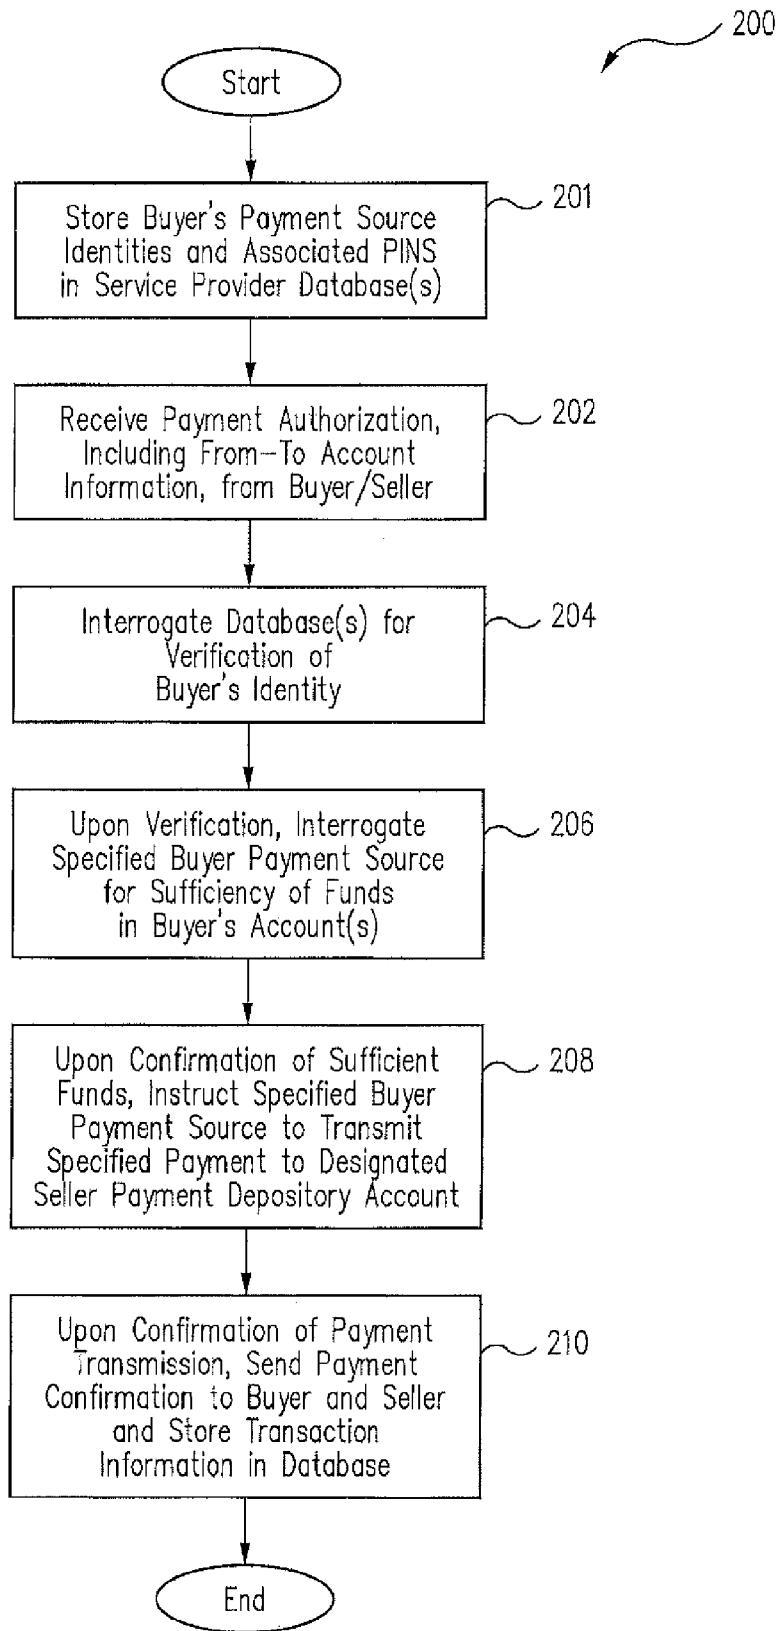 200
Start
201
Store Buyer's Payment Source
Identities and Associated PINS
in Service Provider Database(s)
202
Receive Payment Authorization,
Including From-To Account
Information, from Buyer/Seller
204
Interrogate Database(s) for
Verification of
Buyer's Identity
206
Upon Verification, Interrogate
Specified Buyer Payment Source
for Sufficiency of Funds
in Buyer's Account(s)
208
Upon Confirmation of Sufficient
Funds, Instruct Specified Buyer
Payment Source to Transmit
Specified Payment to Designated
Seller Payment Depository Account
210
Upon Confirmation of Payment
Transmission, Send Payment
Confirmation to Buyer and Seller
and Store Transaction
Information in Database
End